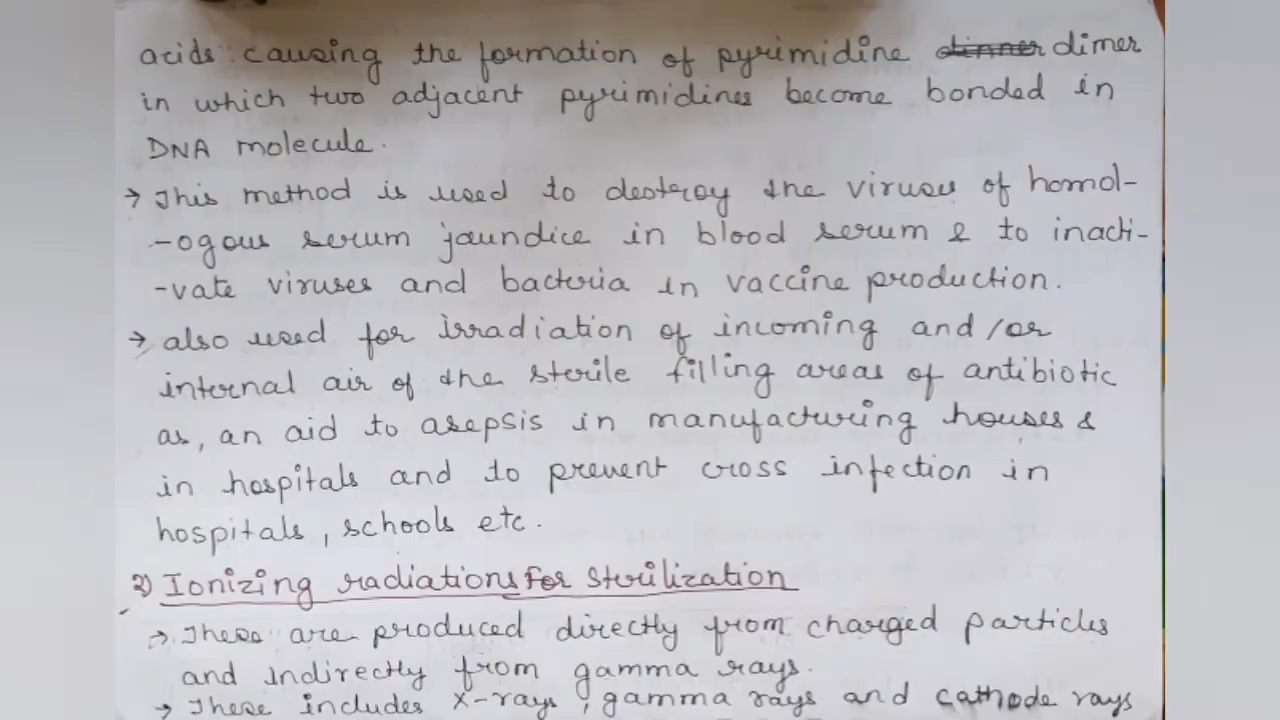 acids causing the formation of pyrimidine dimer
in which two adjacent pyrimidines become bonded in
DNA molecule.
→ This method is used to destroy the viruses of homol-
-ogous serum jaundice in blood serum & to inacti-
-vate viruses and bacteria in vaccine production.
→ also used for irradiation of incoming and /or
internal air of the sterile filling areas of antibiotic
as, an aid to asepsis in manufacturing houses &
in hospitals and to prevent cross infection in
hospitals, schools etc.
2) Ionizing radiations for sterilization
→ These are produced directly from charged particles
and indirectly from gamma rays.
→ These includes X-rays, gamma rays and cathode rays